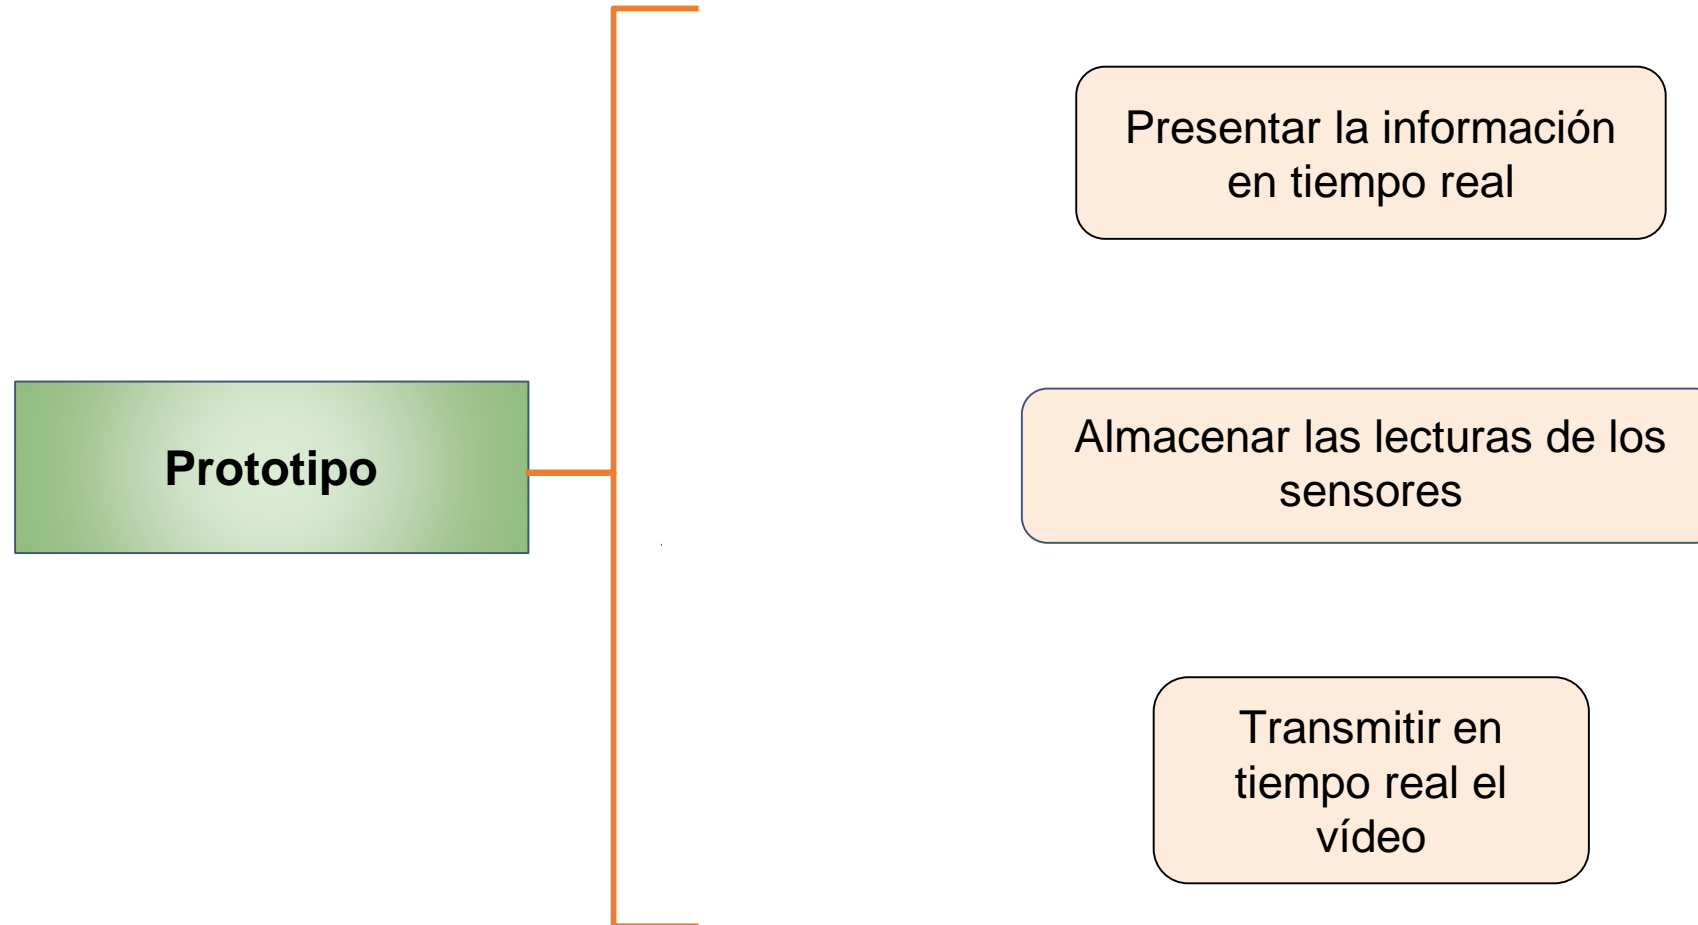 Presentar la información
en tiempo real
Prototipo
Almacenar las lecturas de los
sensores
Transmitir en
tiempo real el
vídeo